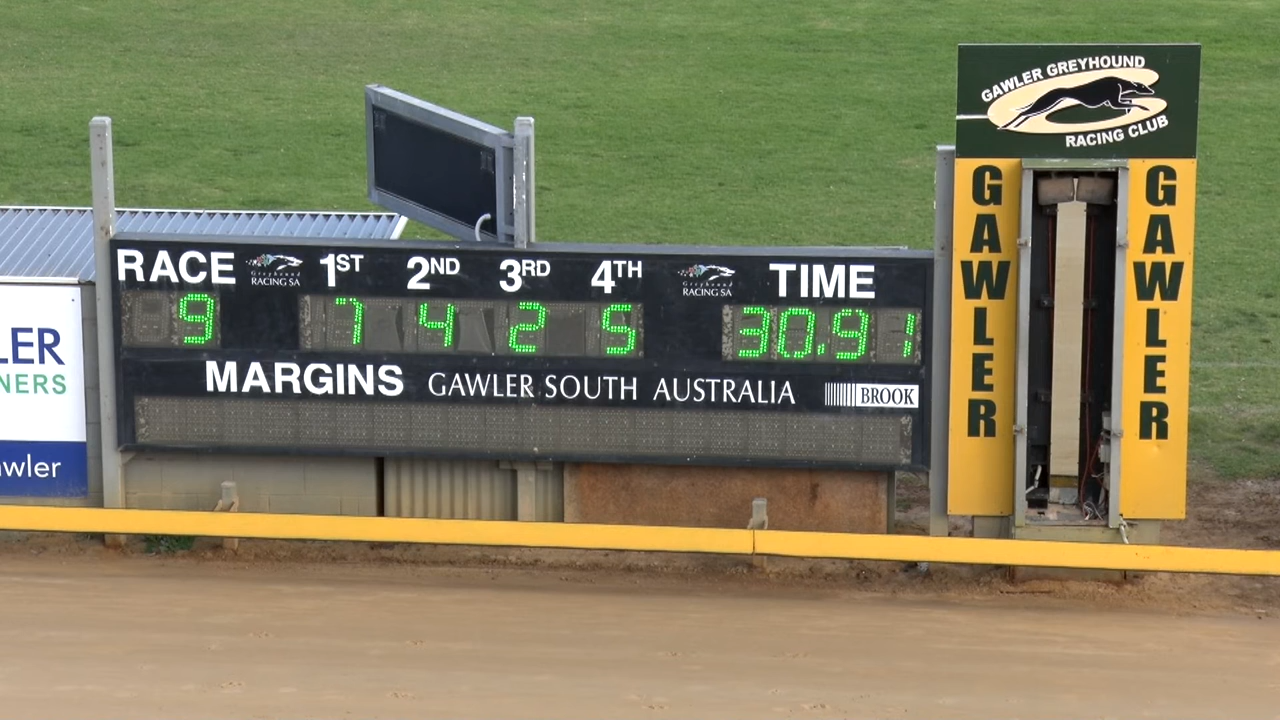 GAWLER GREYHOUND
RACING CLUB
GAWLER
GAWLER
RACE
Greyhound
RACING SA
1ST
2ND
3RD
4TH
Greyhound
RACING SA
TIME
9
7
4
2
5
30.91
MARGINS
GAWLER SOUTH AUSTRALIA
BROOK
LER
NERS
awler